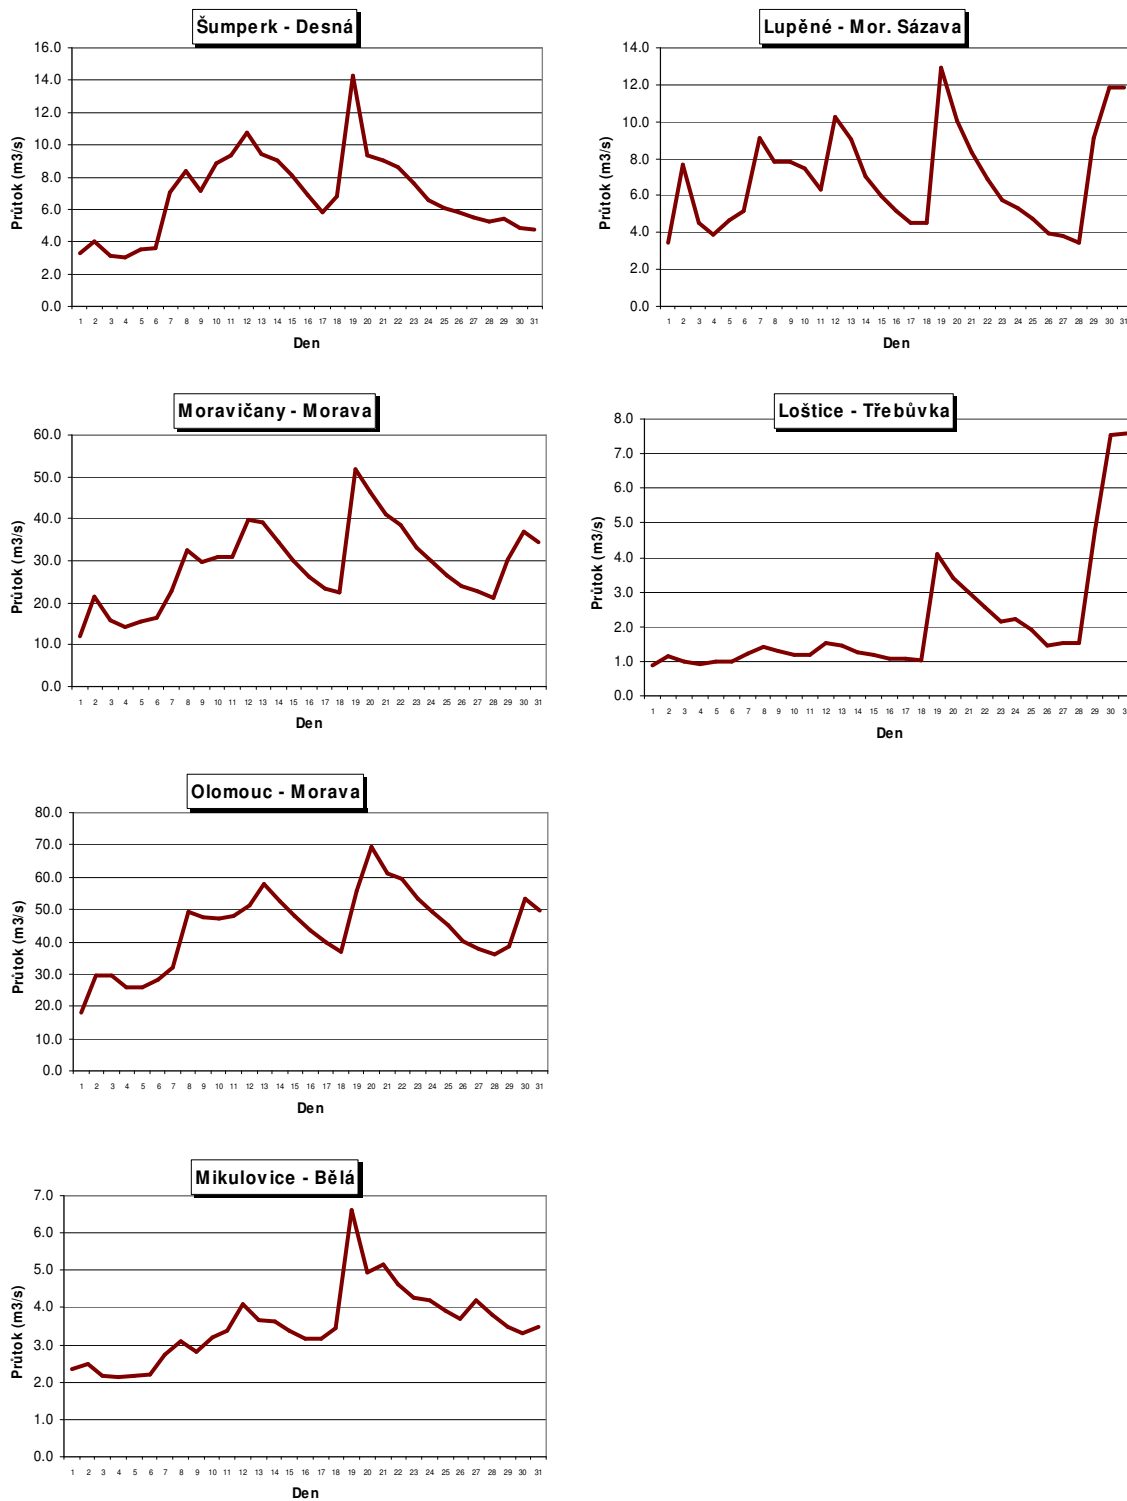 Šumperk - Desná
Průtok (m3/s)
16.0
14.0
12.0
10.0
8.0
6.0
4.0
2.0
0.0
1 2 3 4 5 6 7 8 9 10 11 12 13 14 15 16 17 18 19 20 21 22 23 24 25 26 27 28 29 30 31
Den
Lupěné - Mor. Sázava
Průtok (m3/s)
14.0
12.0
10.0
8.0
6.0
4.0
2.0
0.0
1 2 3 4 5 6 7 8 9 10 11 12 13 14 15 16 17 18 19 20 21 22 23 24 25 26 27 28 29 30 31
Den
Moravičany - Morava
Průtok (m3/s)
60.0
50.0
40.0
30.0
20.0
10.0
0.0
1 2 3 4 5 6 7 8 9 10 11 12 13 14 15 16 17 18 19 20 21 22 23 24 25 26 27 28 29 30 31
Den
Loštice - Třebůvka
Průtok (m3/s)
8.0
7.0
6.0
5.0
4.0
3.0
2.0
1.0
0.0
1 2 3 4 5 6 7 8 9 10 11 12 13 14 15 16 17 18 19 20 21 22 23 24 25 26 27 28 29 30
Den
Olomouc - Morava
Průtok (m3/s)
80.0
70.0
60.0
50.0
40.0
30.0
20.0
10.0
0.0
1 2 3 4 5 6 7 8 9 10 11 12 13 14 15 16 17 18 19 20 21 22 23 24 25 26 27 28 29 30 31
Den
Mikulovice - Bělá
Průtok (m3/s)
7.0
6.0
5.0
4.0
3.0
2.0
1.0
0.0
1 2 3 4 5 6 7 8 9 10 11 12 13 14 15 16 17 18 19 20 21 22 23 24 25 26 27 28 29 30 31
Den